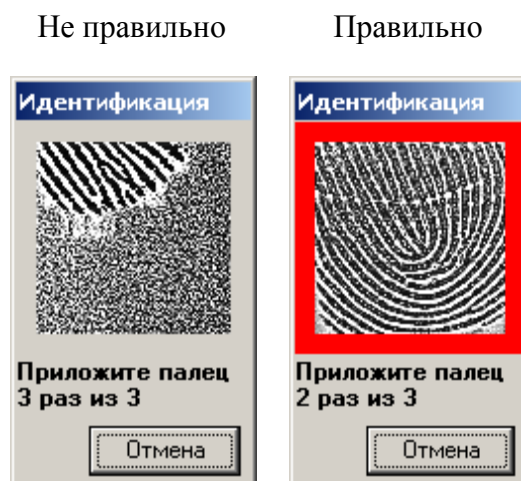 Не правильно
Правильно
Идентификация
Приложите палец
3 раз из 3
Отмена
Идентификация
Приложите палец
2 раз из 3
Отмена